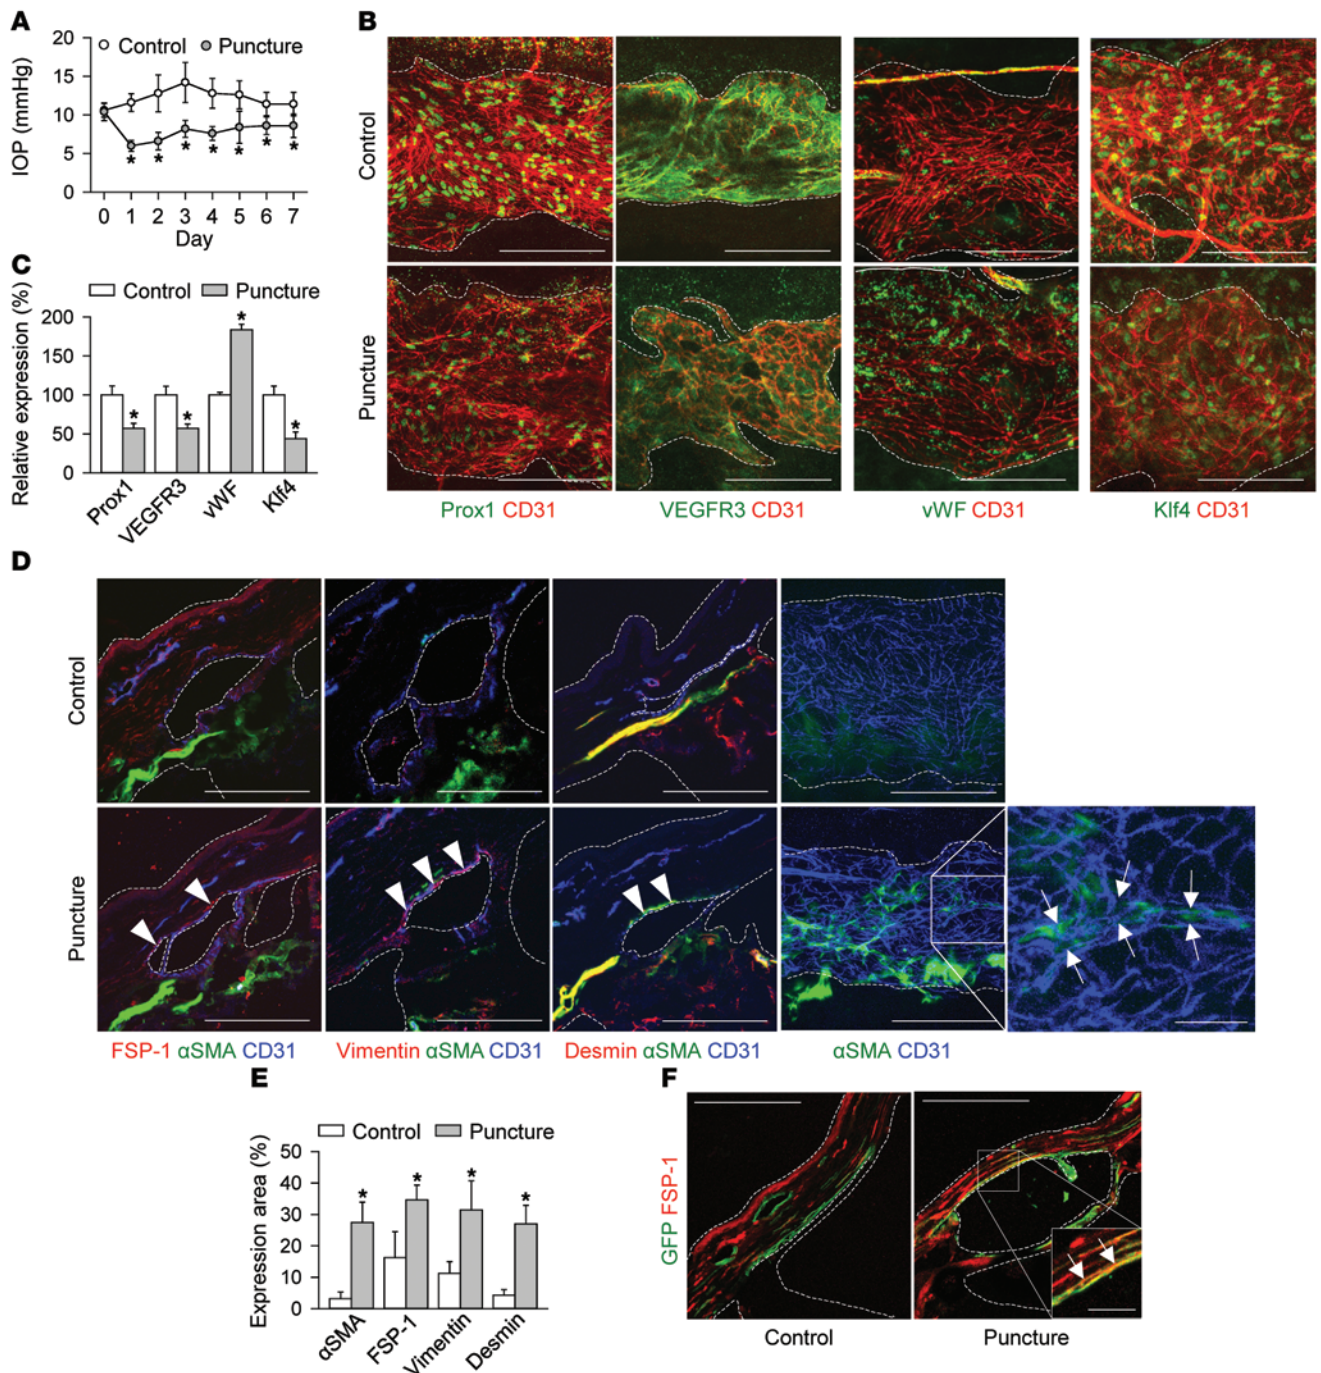 A
Control Puncture
20
15
10
5
0
IOP (mmHg)
* * * * * * *
0 1 2 3 4 5 6 7
Day
B
Control
Puncture
Prox1 CD31 VEGFR3 CD31 vWF CD31 Klf4 CD31
C
Control Puncture
200
150
100
50
0
Relative expression (%)
* * * *
Prox1 VEGFR3 vWF Klf4
D
Control
Puncture
FSP-1 αSMA CD31 Vimentin αSMA CD31 Desmin αSMA CD31 αSMA CD31
E
Control Puncture
50
40
30
20
10
0
Expression area (%)
* * * *
αSMA FSP-1 Vimentin Desmin
F
GFP FSP-1
Control Puncture